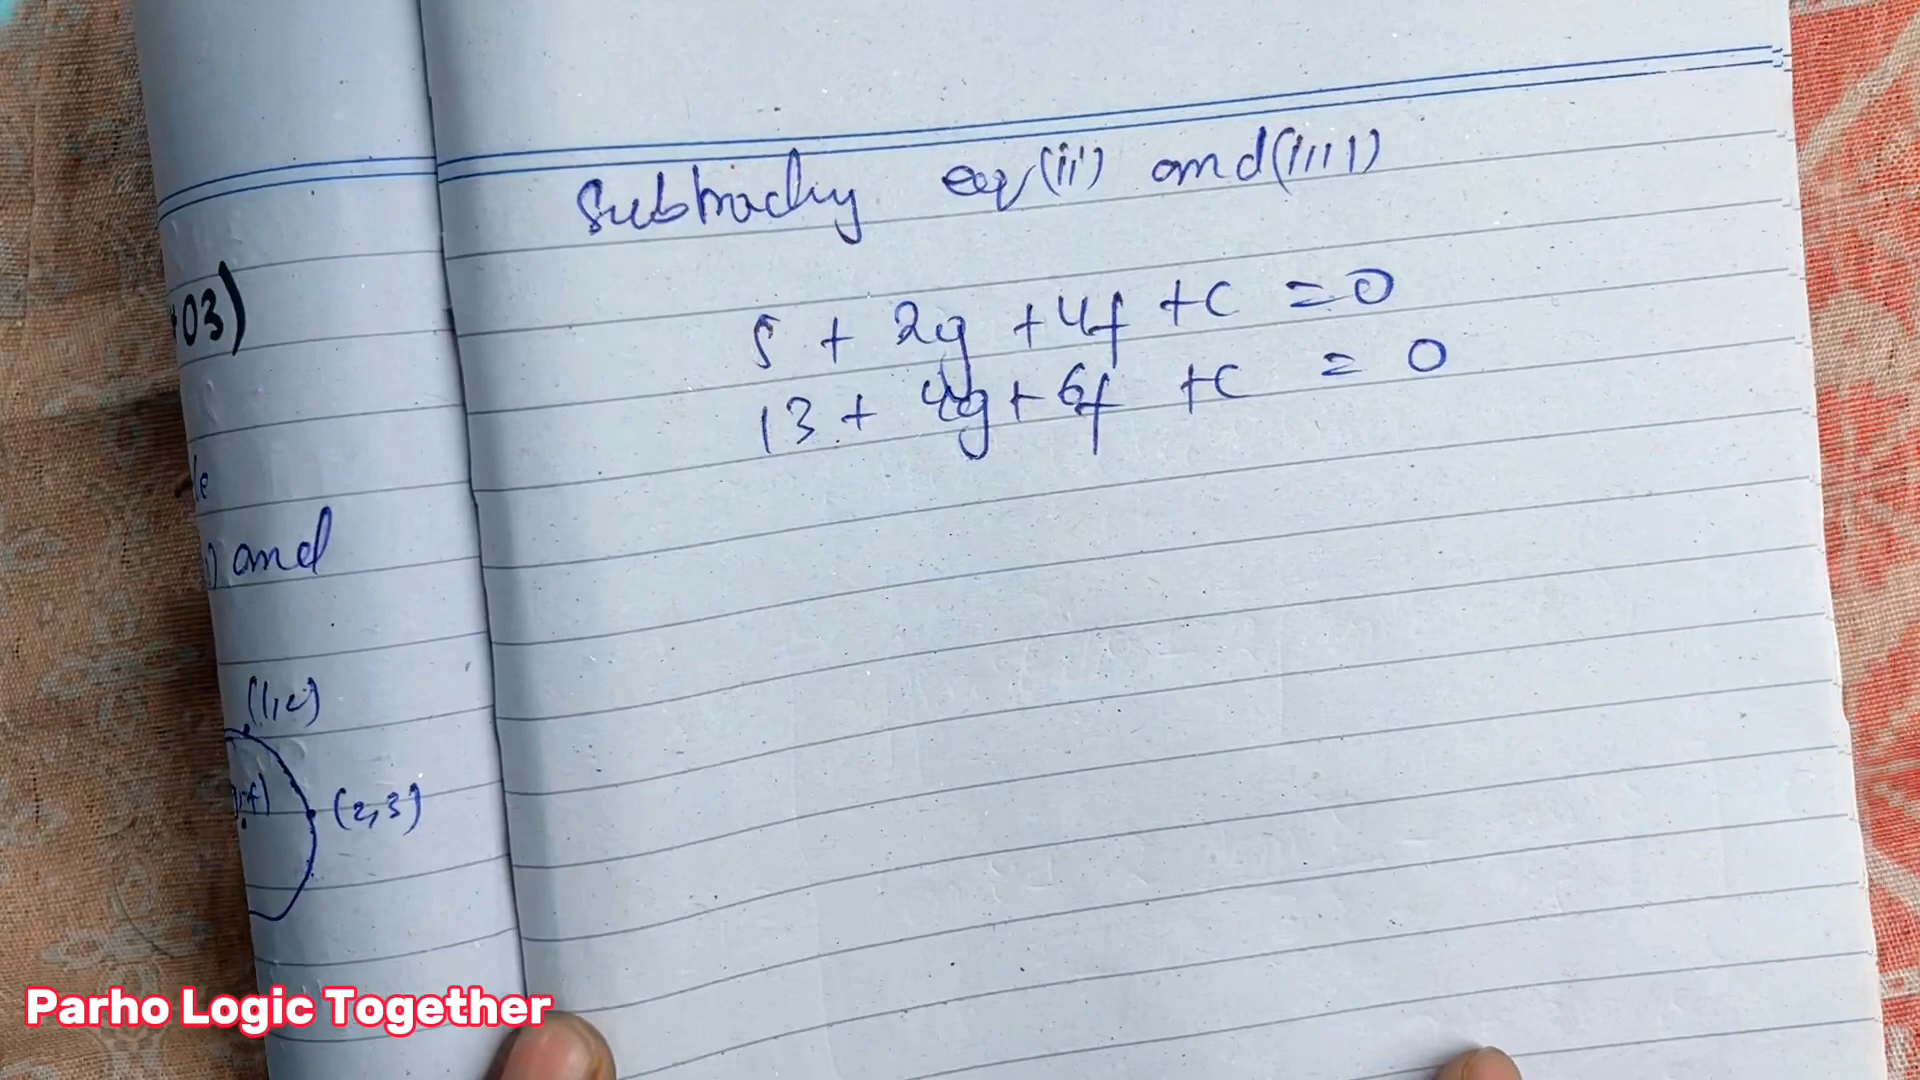 Subtracting eq (ii) and (iii)
5 + 2g + 4f + c = 0
13 + 4g + 6f + c = 0
03)
and
(1,2)
(2,3)
Parho Logic Together